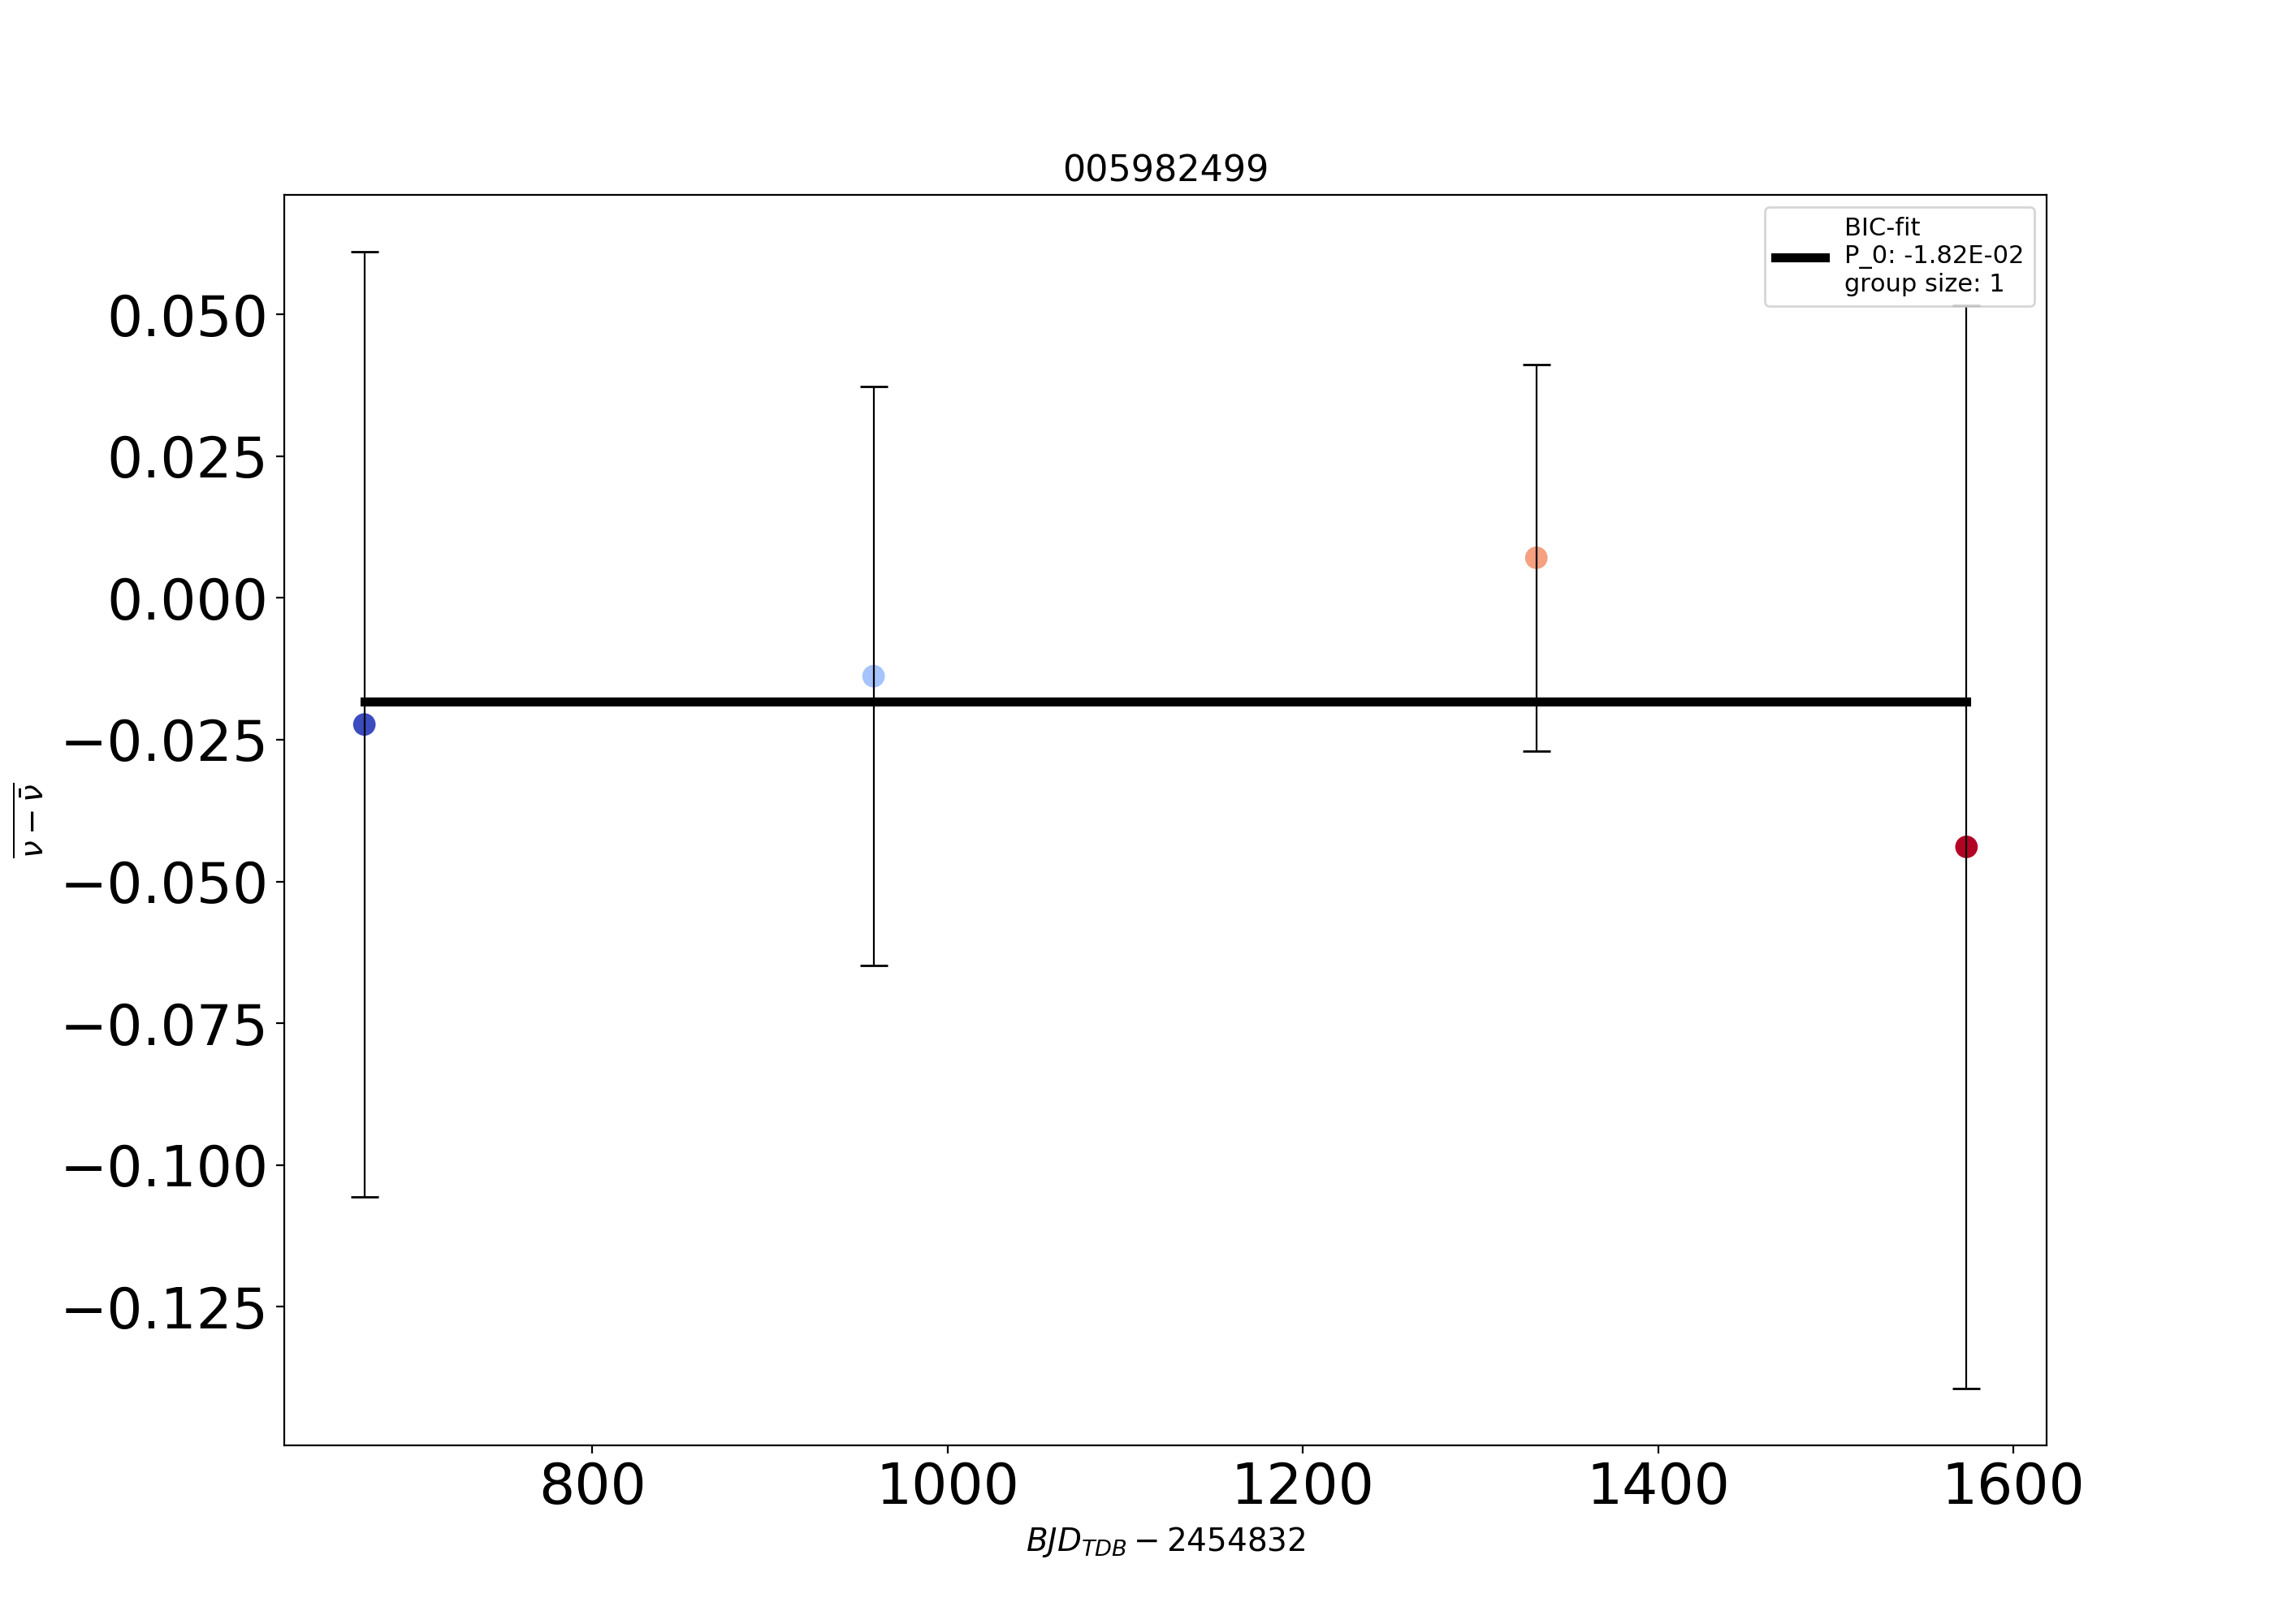 005982499
BIC-fit
P_0: -1.82E-02
group size: 1
0.050
0.025
0.000
−0.025
−0.050
−0.075
−0.100
−0.125
ν − ν̄
800 1000 1200 1400 1600
BJD_TDB − 2454832